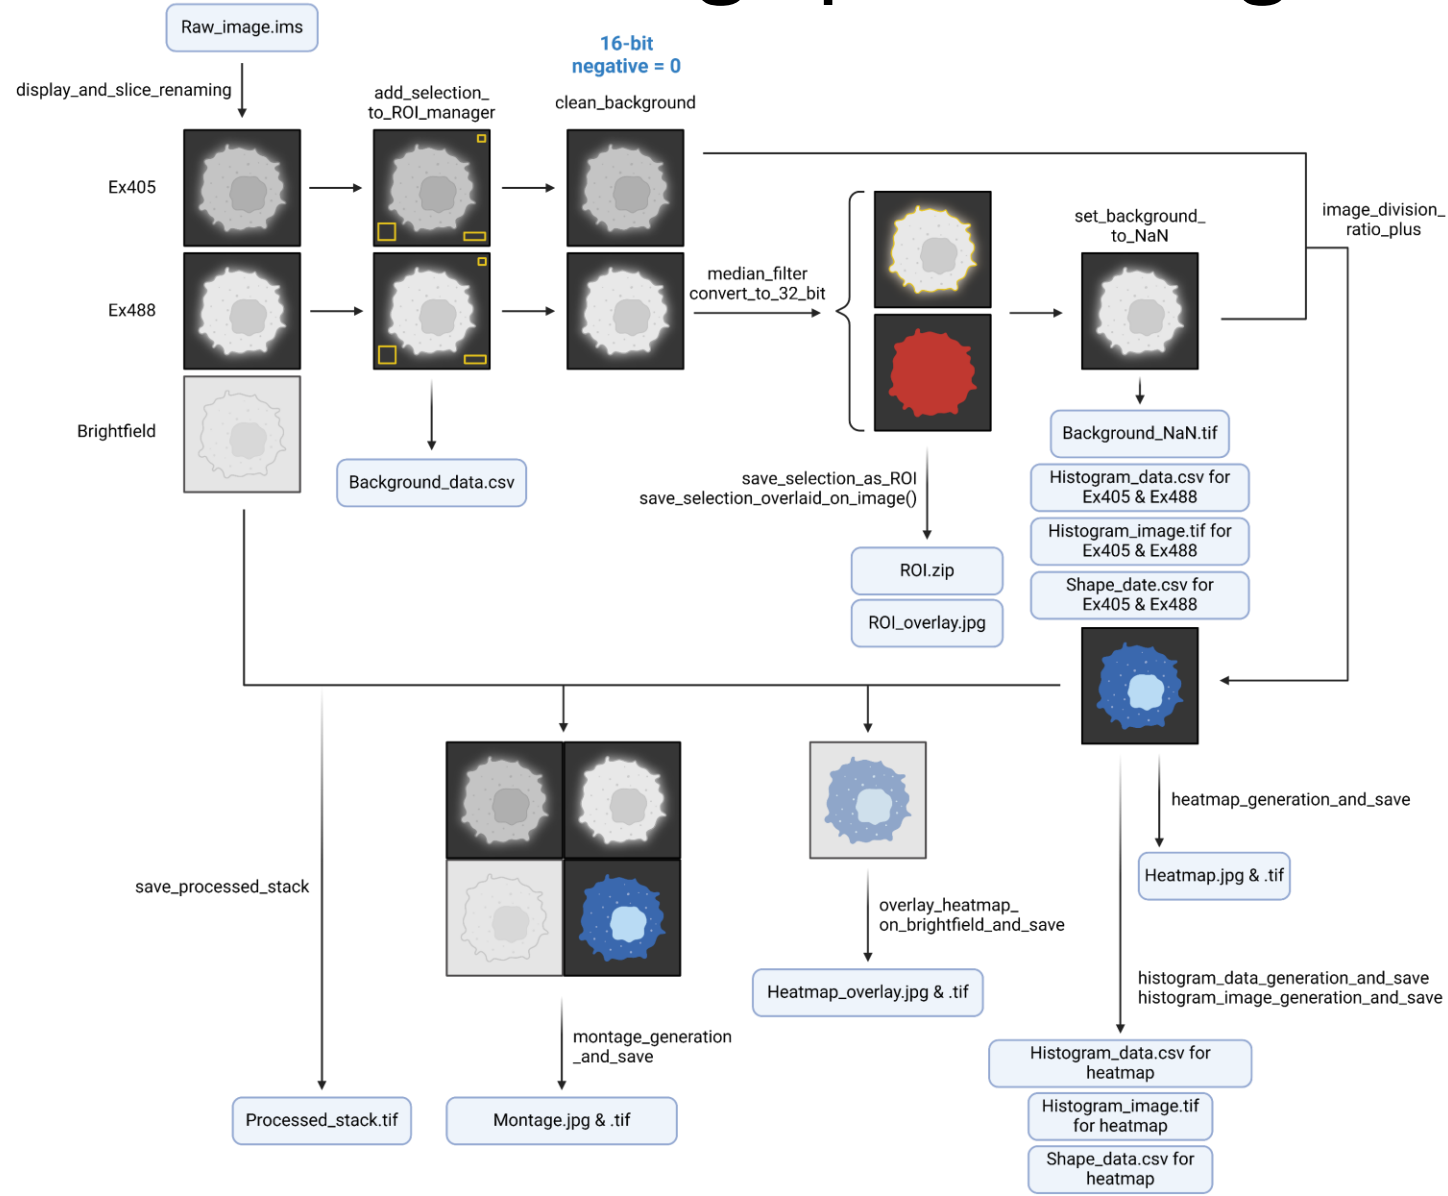 Raw_image.ims
16-bit
negative = 0
display_and_slice_renaming
add_selection_
to_ROI_manager
clean_background
Ex405
set_background_
to_NaN
image_division_
ratio_plus
median_filter
convert_to_32_bit
Ex488
Brightfield
Background_data.csv
Background_NaN.tif
Histogram_data.csv for
Ex405 & Ex488
save_selection_as_ROI
save_selection_overlaid_on_image()
Histogram_image.tif for
Ex405 & Ex488
ROI.zip
Shape_date.csv for
Ex405 & Ex488
ROI_overlay.jpg
heatmap_generation_and_save
Heatmap.jpg & .tif
save_processed_stack
overlay_heatmap_
on_brightfield_and_save
Heatmap_overlay.jpg & .tif
histogram_data_generation_and_save
histogram_image_generation_and_save
montage_generation
_and_save
Histogram_data.csv for
heatmap
Processed_stack.tif
Montage.jpg & .tif
Histogram_image.tif
for heatmap
Shape_data.csv for
heatmap